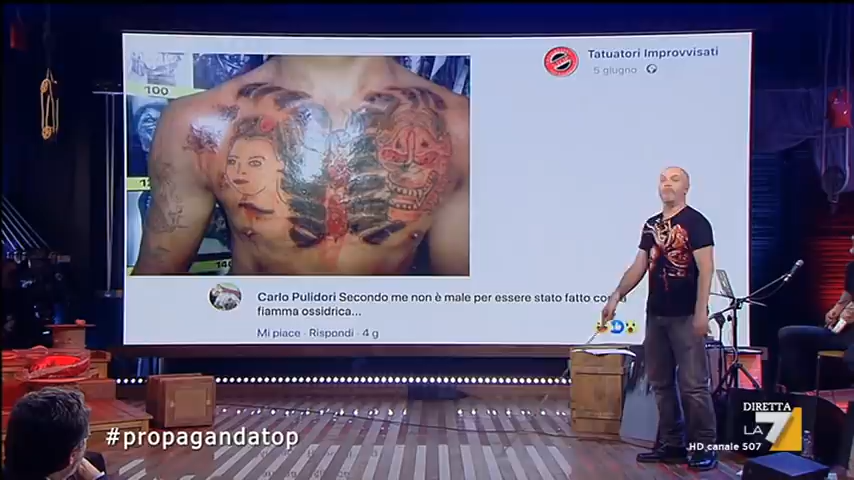 100
Tatuatori Improvvisati
5 giugno
Carlo Pulidori Secondo me non è male per essere stato fatto con
fiamma ossidrica...
Mi piace · Rispondi · 4 g
#propagandatop
DIRETTA
LA7
HD canale 507